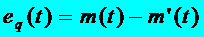 e_q(t) = m(t) − m'(t)